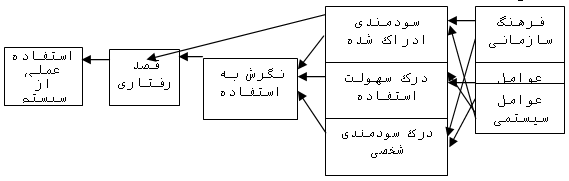 فرهنگ
سازمانی
عوامل
عوامل
سیستمی
سودمندی
ادراک شده
درک سهولت
استفاده
درک سودمندی
شخصی
نگرش به
استفاده
قصد
رفتاری
استفاده
عملی
از
سیستم